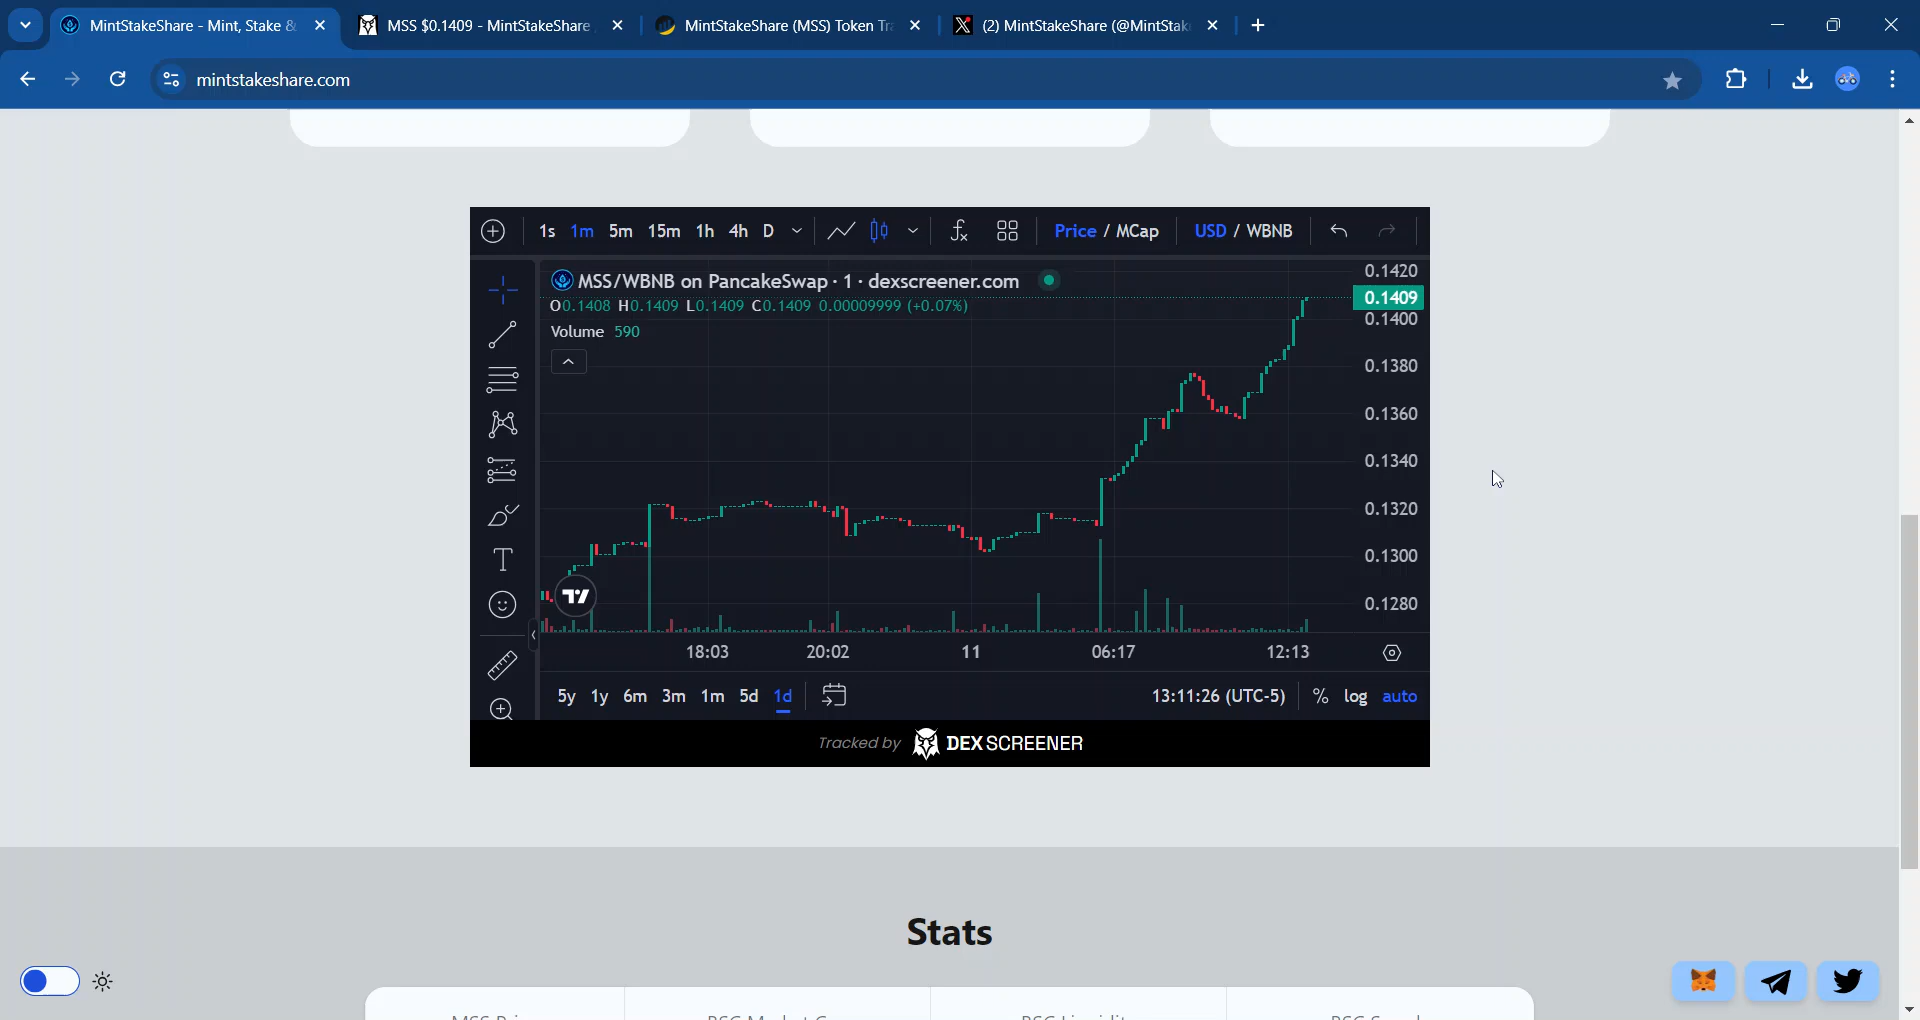 MintStakeShare - Mint, Stake &
MSS $0.1409 - MintStakeShare
MintStakeShare (MSS) Token Tr
(2) MintStakeShare (@MintStak
mintstakeshare.com
1s 1m 5m 15m 1h 4h D
Price / MCap
USD / WBNB
MSS/WBNB on PancakeSwap · 1 · dexscreener.com
O0.1408 H0.1409 L0.1409 C0.1409 0.00009999 (+0.07%)
Volume 590
0.1420
0.1409
0.1400
0.1380
0.1360
0.1340
0.1320
0.1300
0.1280
18:03 20:02 11 06:17 12:13
5y 1y 6m 3m 1m 5d 1d
13:11:26 (UTC-5) % log auto
Tracked by DEX SCREENER
Stats